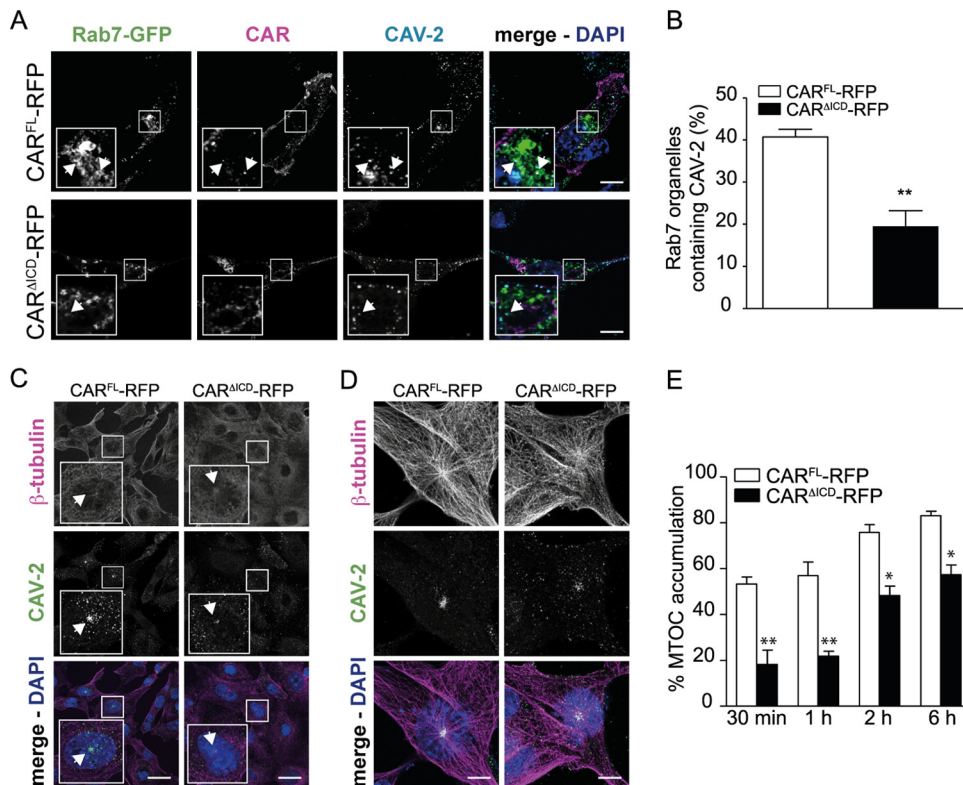 A
Rab7-GFP CAR CAV-2 merge - DAPI
CARFL-RFP
CARΔICD-RFP
B
CARFL-RFP
CARΔICD-RFP
Rab7 organelles
containing CAV-2 (%)
50
40
30
20
10
0
**
C
CARFL-RFP CARΔICD-RFP
β-tubulin
CAV-2
merge - DAPI
D
CARFL-RFP CARΔICD-RFP
β-tubulin
CAV-2
merge - DAPI
E
CARFL-RFP
CARΔICD-RFP
% MTOC accumulation
100
80
60
40
20
0
** ** * *
30 min 1 h 2 h 6 h